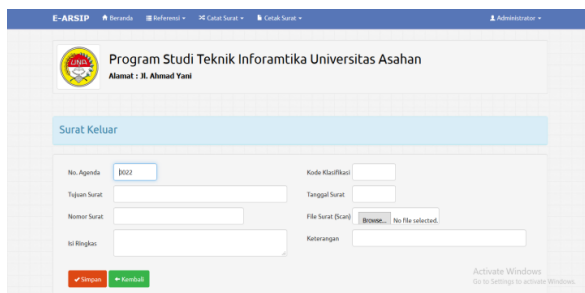 E-ARSIP Beranda Referensi Catat Surat Cetak Surat Administrator
UNA
Program Studi Teknik Inforamtika Universitas Asahan
Alamat : Jl. Ahmad Yani
Surat Keluar
No. Agenda 0022 Kode Klasifikasi
Tujuan Surat Tanggal Surat
Nomor Surat File Surat (Scan) Browse... No file selected.
Isi Ringkas Keterangan
Simpan Kembali
Activate Windows
Go to Settings to activate Windows.